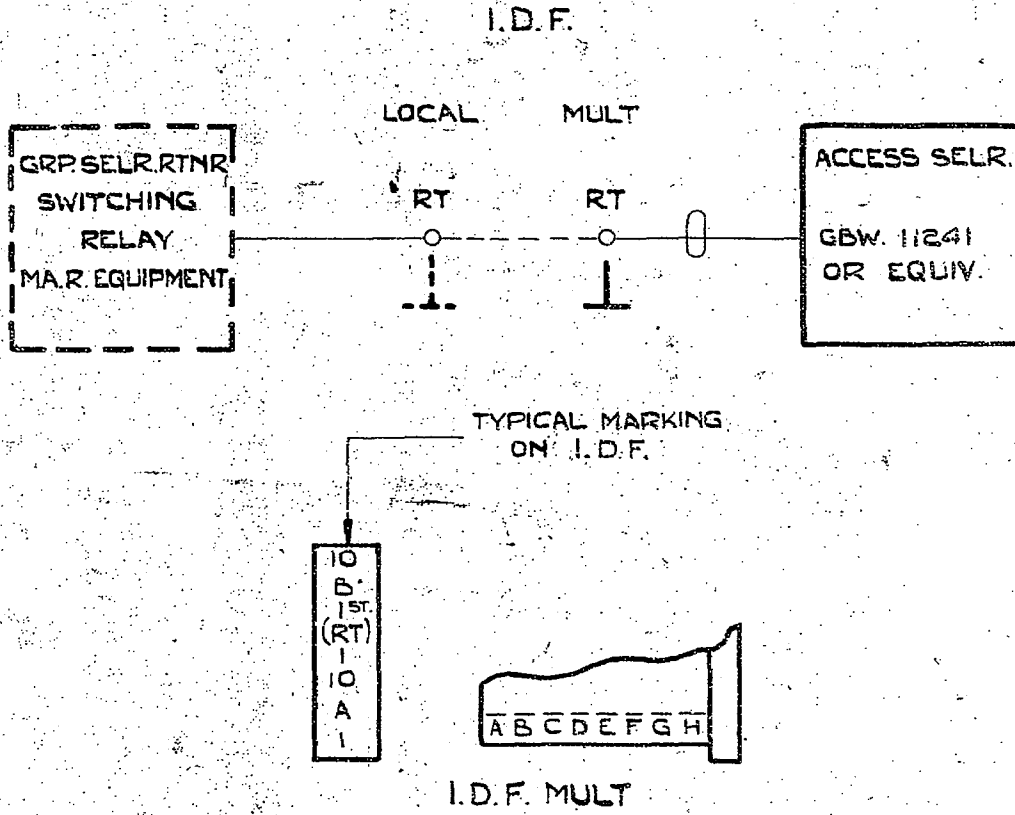 I.D.F.
LOCAL MULT
GRP. SELR. RTNR
SWITCHING
RELAY
MA.R. EQUIPMENT
RT RT
ACCESS SELR.
GBW. 11241
OR EQUIV.
TYPICAL MARKING
ON I.D.F.
10
B
1ST.
(RT)
1
10
A
1
A B C D E F G H
I.D.F. MULT